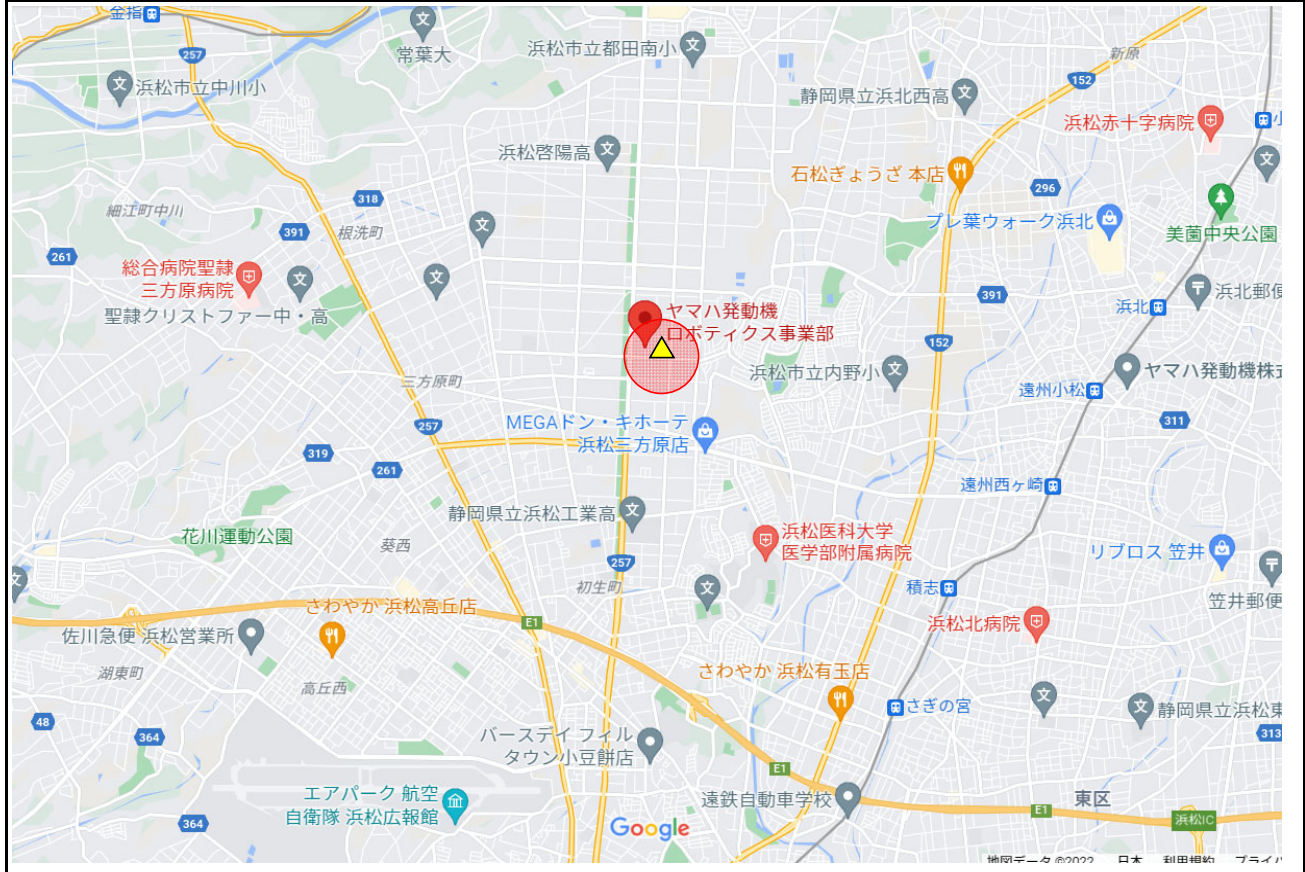 金指
257
常葉大
浜松市立都田南小
新原
152
浜松市立中川小
静岡県立浜北西高
浜松赤十字病院
小
浜松啓陽高
石松ぎょうざ 本店
296
細江町中川
318
391
根洗町
プレ葉ウォーク浜北
美薗中央公園
261
総合病院聖隷
三方原病院
聖隷クリストファー中・高
391
浜北
浜北郵便
ヤマハ発動機
ロボティクス事業部
152
三方原町
浜松市立内野小
ヤマハ発動機株式
遠州小松
MEGAドン・キホーテ
浜松三方原店
257
311
319
261
遠州西ヶ崎
静岡県立浜松工業高
花川運動公園
葵西
浜松医科大学
医学部附属病院
リブロス 笠井
257
初生町
積志
笠井郵便
さわやか 浜松高丘店
E1
浜松北病院
佐川急便 浜松営業所
湖東町
高丘西
さわやか 浜松有玉店
さぎの宮
48
364
静岡県立浜松東
313
バースデイ フィル
タウン小豆餅店
E1
エアパーク 航空
自衛隊 浜松広報館
遠鉄自動車学校
東区
E1
浜松IC
364
Google
地図データ ©2022 日本 利用規約 プライバ